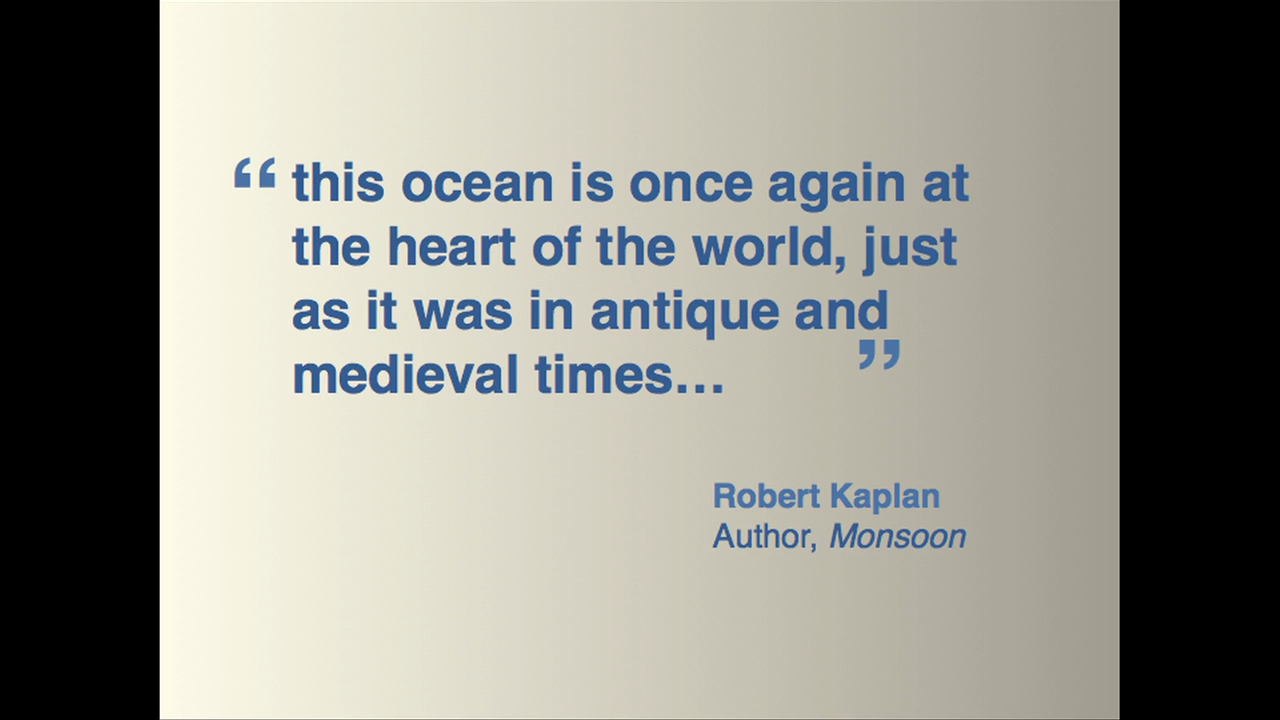 “ this ocean is once again at
the heart of the world, just
as it was in antique and
medieval times… ”
Robert Kaplan
Author, Monsoon